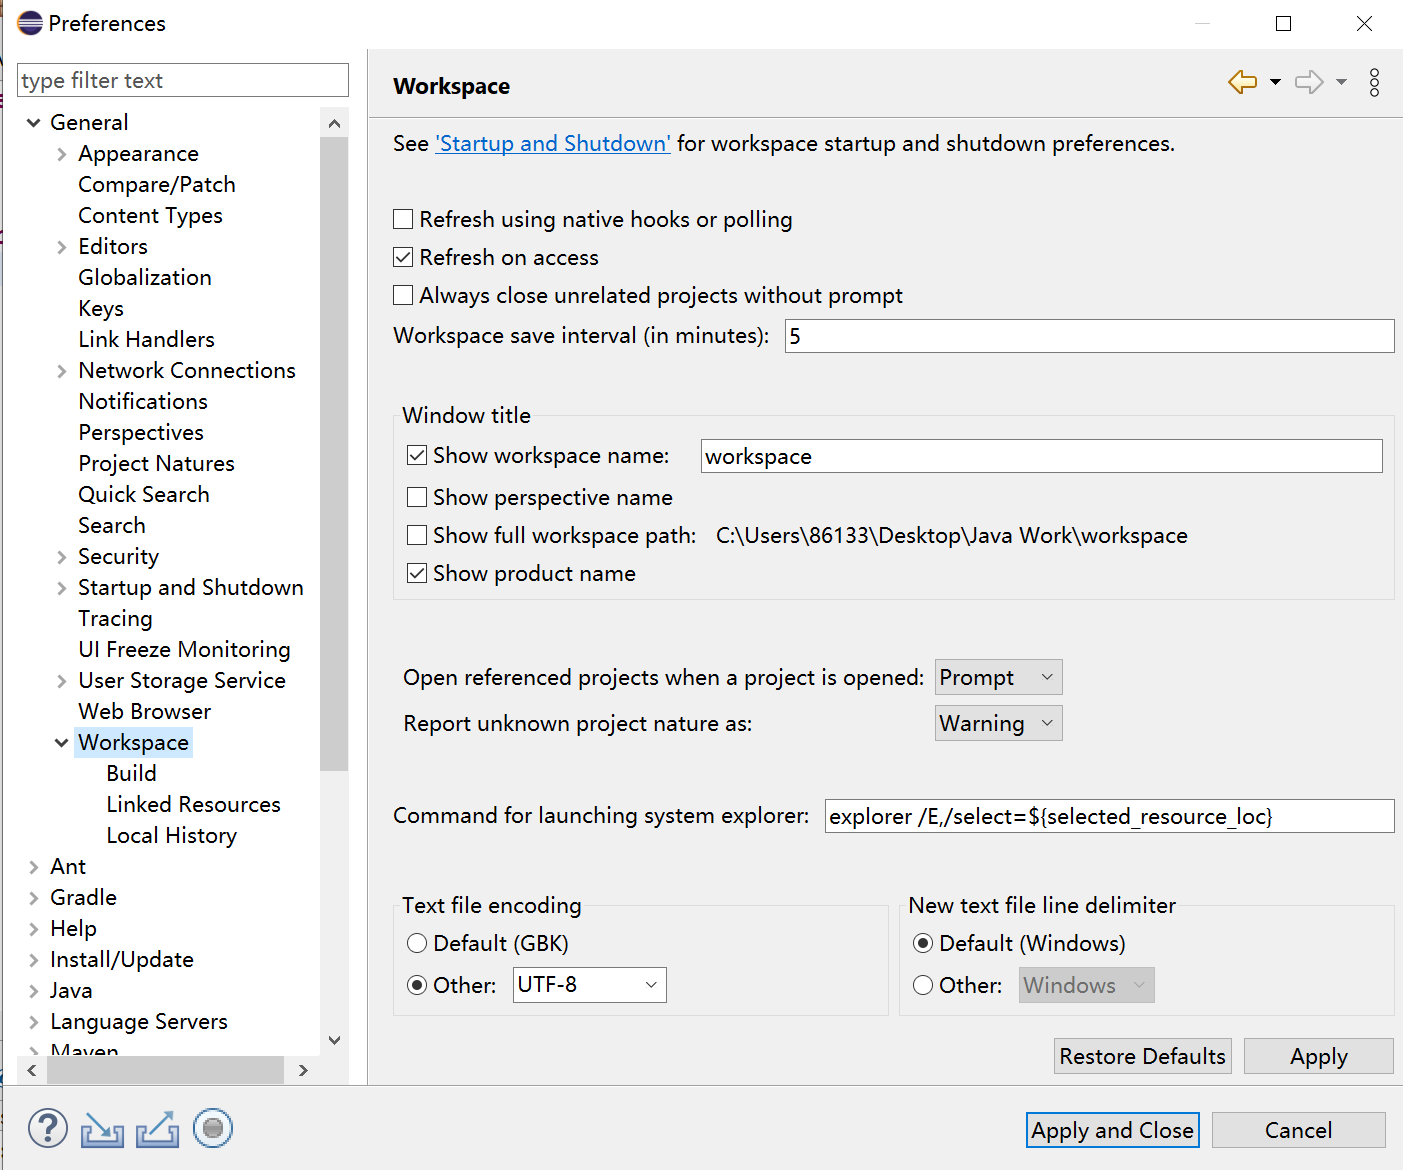 Preferences
type filter text
General
Appearance
Compare/Patch
Content Types
Editors
Globalization
Keys
Link Handlers
Network Connections
Notifications
Perspectives
Project Natures
Quick Search
Search
Security
Startup and Shutdown
Tracing
UI Freeze Monitoring
User Storage Service
Web Browser
Workspace
Build
Linked Resources
Local History
Ant
Gradle
Help
Install/Update
Java
Language Servers
Maven
Workspace
See 'Startup and Shutdown' for workspace startup and shutdown preferences.
Refresh using native hooks or polling
Refresh on access
Always close unrelated projects without prompt
Workspace save interval (in minutes): 5
Window title
Show workspace name: workspace
Show perspective name
Show full workspace path: C:\Users\86133\Desktop\Java Work\workspace
Show product name
Open referenced projects when a project is opened: Prompt
Report unknown project nature as: Warning
Command for launching system explorer: explorer /E,/select=${selected_resource_loc}
Text file encoding
Default (GBK)
Other: UTF-8
New text file line delimiter
Default (Windows)
Other: Windows
Restore Defaults Apply
? Apply and Close Cancel